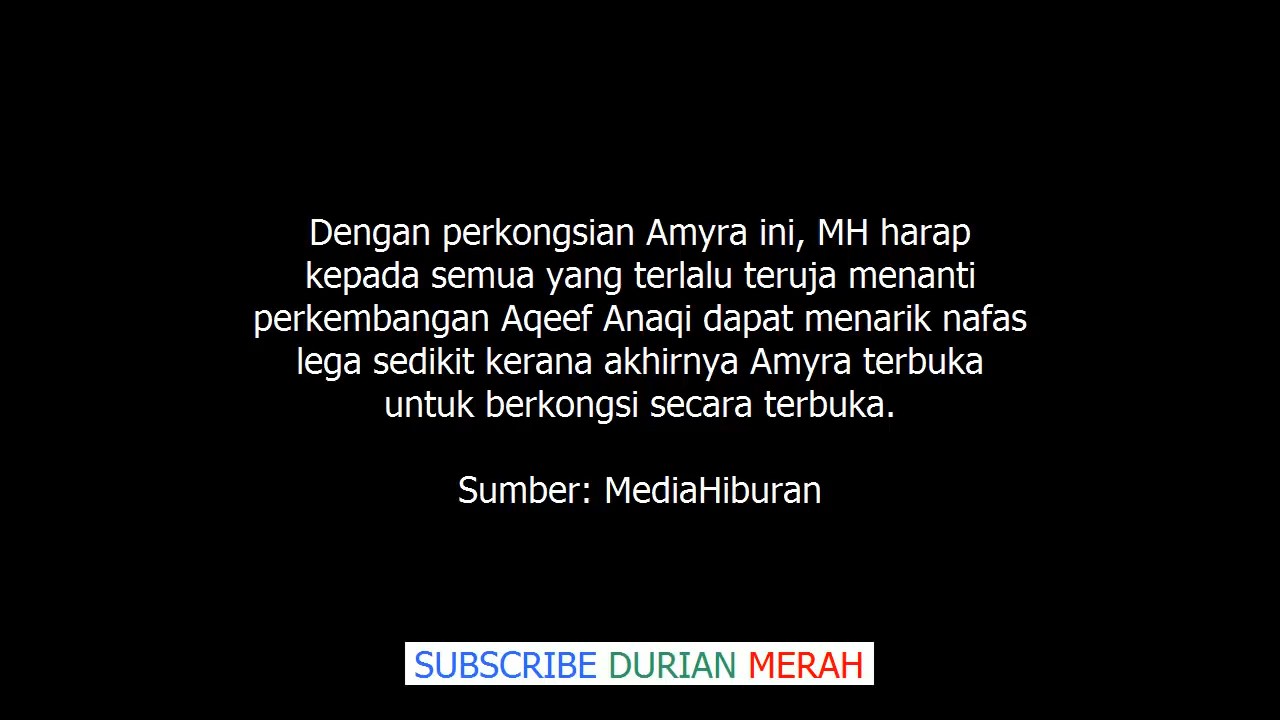 Dengan perkongsian Amyra ini, MH harap
kepada semua yang terlalu teruja menanti
perkembangan Aqeef Anaqi dapat menarik nafas
lega sedikit kerana akhirnya Amyra terbuka
untuk berkongsi secara terbuka.
Sumber: MediaHiburan
SUBSCRIBE DURIAN MERAH